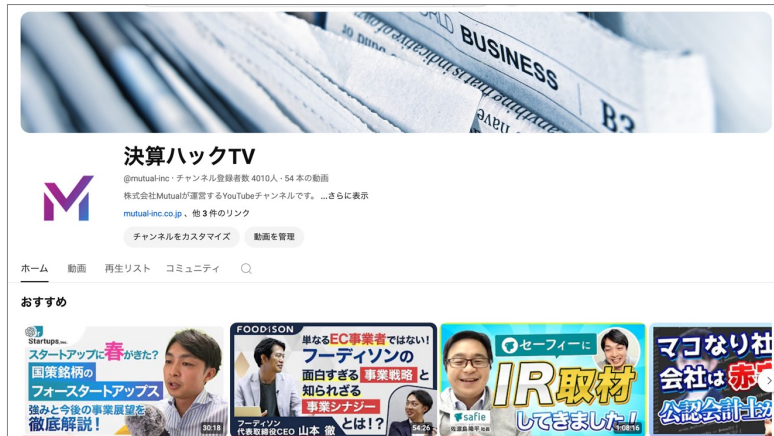 BUSINESS
B3
決算ハックTV
@mutual-inc・チャンネル登録者数 4010人・54 本の動画
株式会社Mutualが運営するYouTubeチャンネルです。 ...さらに表示
mutual-inc.co.jp 、他 3 件のリンク
チャンネルをカスタマイズ
動画を管理
ホーム
動画
再生リスト
コミュニティ
おすすめ
Startups,Inc.
スタートアップに春がきた?
国策銘柄の
フォースタートアップス
強みと今後の事業展望を
徹底解説!
30:18
FOODiSON
単なるEC事業者ではない!
フーディソンの
面白すぎる 事業戦略 と
知られざる
事業シナジー
とは!?
フーディソン
代表取締役CEO 山本 徹
54:26
セーフィーに
IR取材
してきました!
safie
佐渡島 隆平 社長
1:08:16
マコなり社
会社は 赤
公認会計士